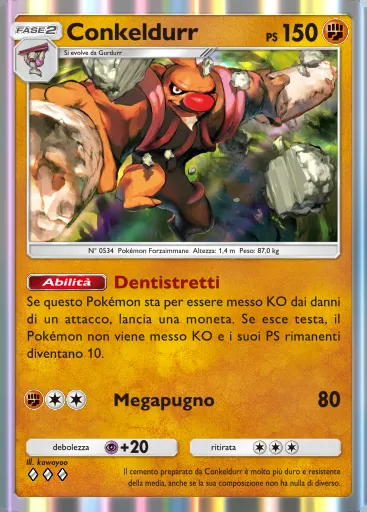 FASE 2
Conkeldurr
PS 150
Si evolve da Gurdurr
N° 0534 Pokémon Forzaimmane Altezza: 1,4 m Peso: 87,0 kg
Abilità Dentistretti
Se questo Pokémon sta per essere messo KO dai danni
di un attacco, lancia una moneta. Se esce testa, il
Pokémon non viene messo KO e i suoi PS rimanenti
diventano 10.
Megapugno 80
debolezza +20 ritirata
Ill. kawayoo
Il cemento preparato da Conkeldurr è molto più duro e resistente
della media, anche se la sua composizione non ha nulla di diverso.